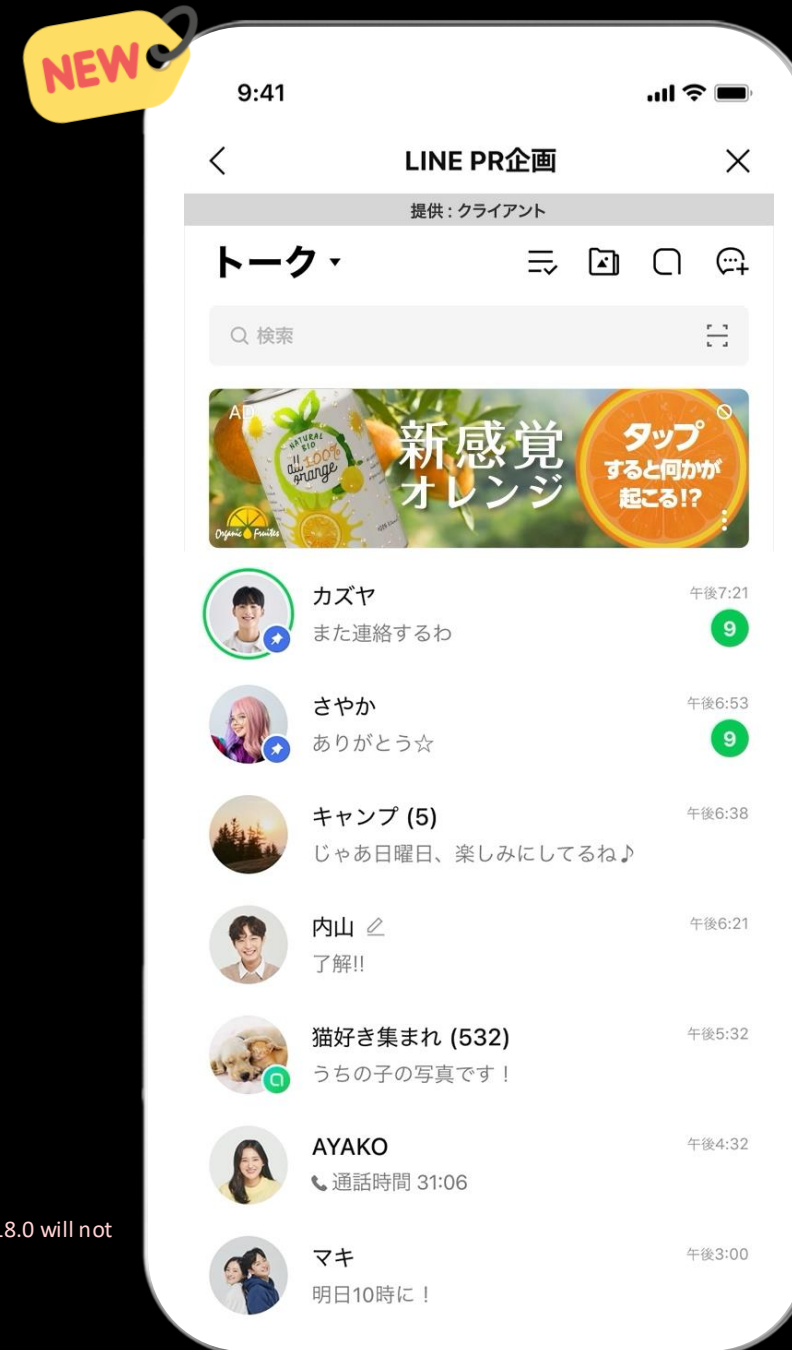 NEW
9:41
LINE PR企画
提供 : クライアント
トーク
検索
AD
NATURAL
BIO
all 100%
orange
新感覚
オレンジ
タップ
すると何かが
起こる!?
Organic Fruites
カズヤ
午後7:21
また連絡するわ
9
さやか
午後6:53
ありがとう☆
9
キャンプ (5)
午後6:38
じゃあ日曜日、楽しみにしてるね♪
内山
午後6:21
了解!!
猫好き集まれ (532)
午後5:32
うちの子の写真です！
AYAKO
午後4:32
通話時間 31:06
.8.0 will not
マキ
午後3:00
明日10時に！